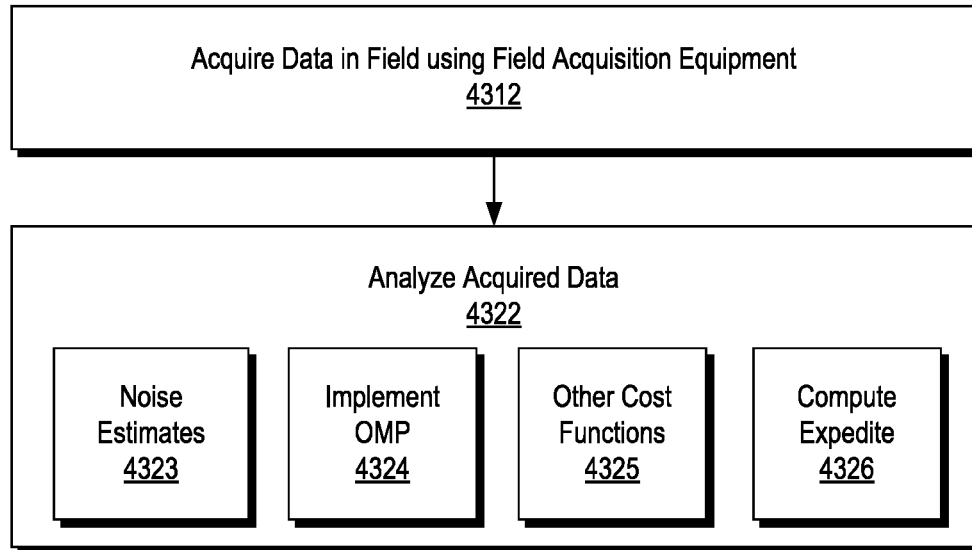 Acquire Data in Field using Field Acquisition Equipment
4312
Analyze Acquired Data
4322
Noise
Estimates
4323
Implement
OMP
4324
Other Cost
Functions
4325
Compute
Expedite
4326